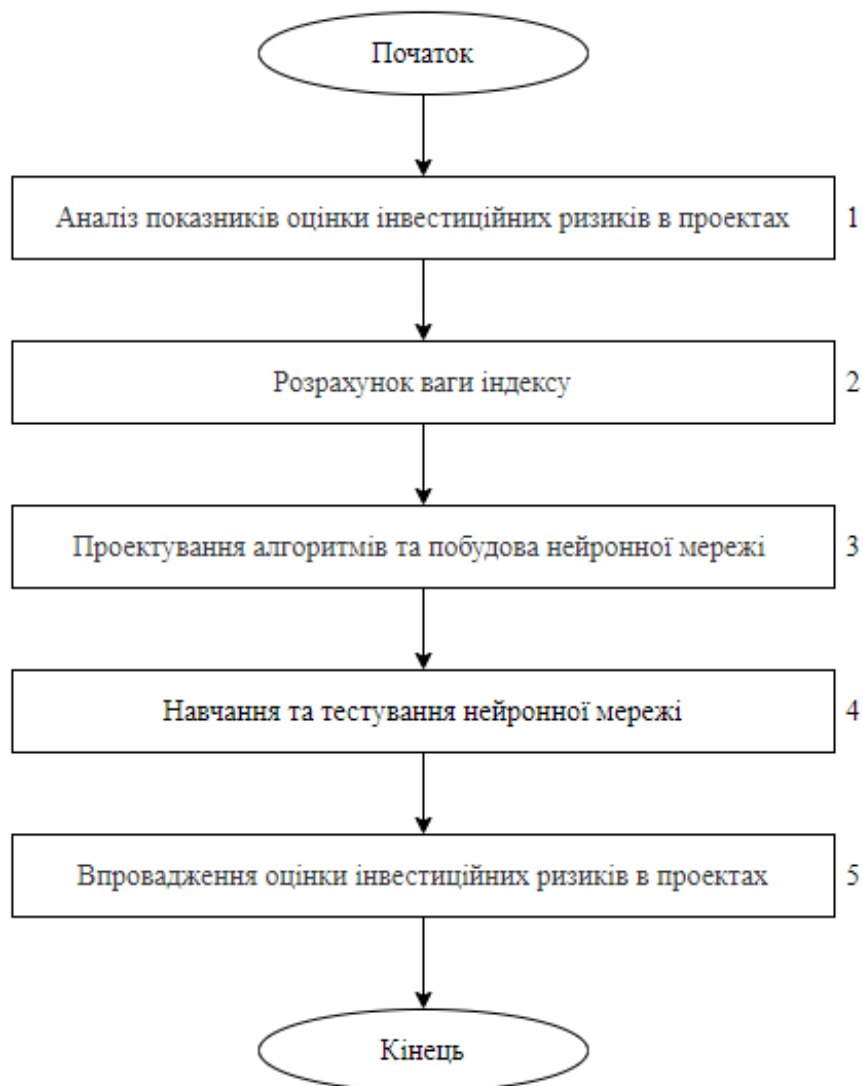 Початок
Аналіз показників оцінки інвестиційних ризиків в проектах 1
Розрахунок ваги індексу 2
Проектування алгоритмів та побудова нейронної мережі 3
Навчання та тестування нейронної мережі 4
Впровадження оцінки інвестиційних ризиків в проектах 5
Кінець